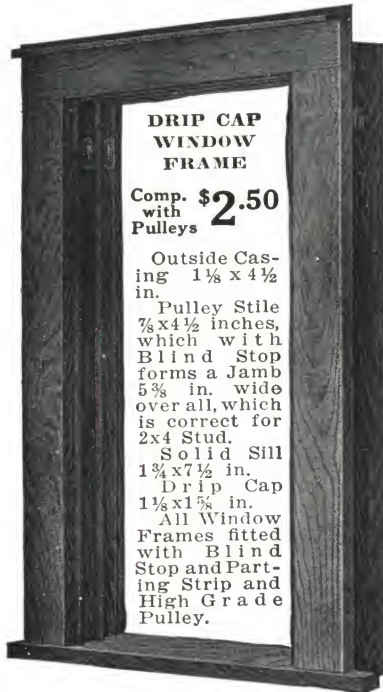 DRIP CAP
WINDOW
FRAME
Comp. $2.50
with
Pulleys
Outside Cas-
ing 1⅛ x 4½
in.
Pulley Stile
⅞x4½ inches,
which with
Blind Stop
forms a Jamb
5⅜ in. wide
over all, which
is correct for
2x4 Stud.
Solid Sill
1¾x7½ in.
Drip Cap
1⅛x1⅝ in.
All Window
Frames fitted
with Blind
Stop and Part-
ing Strip and
High Grade
Pulley.